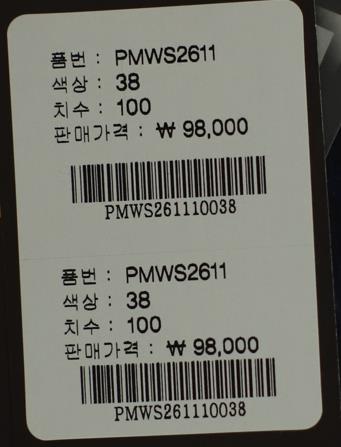 품번 : PMWS2611
색상 : 38
치수 : 100
판매가격 : ₩ 98,000
PMWS261110038
품번 : PMWS2611
색상 : 38
치수 : 100
판매가격 : ₩ 98,000
PMWS261110038